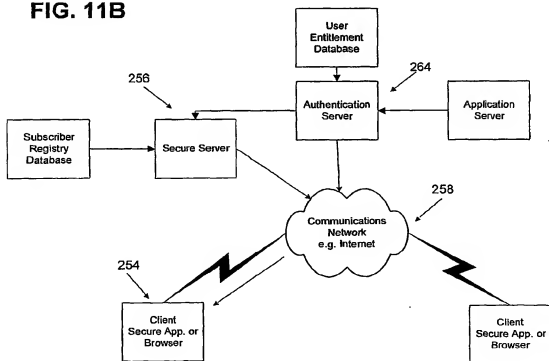 FIG. 11B
User
Entitlement
Database
256
264
Authentication
Server
Application
Server
Subscriber
Registry
Database
Secure Server
Communications
Network
e.g. Internet
258
254
Client
Secure App. or
Browser
Client
Secure App. or
Browser